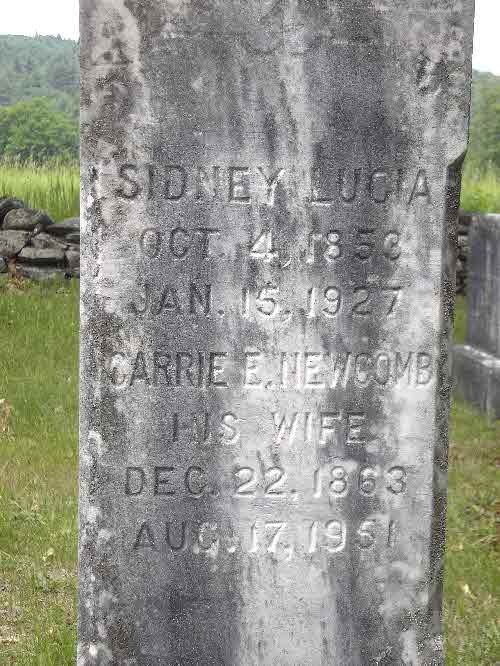 SIDNEY LUCIA
OCT. 4, 1853
JAN. 15, 1927
CARRIE E. NEWCOMB
HIS WIFE
DEC. 22, 1863
AUG. 17, 1951